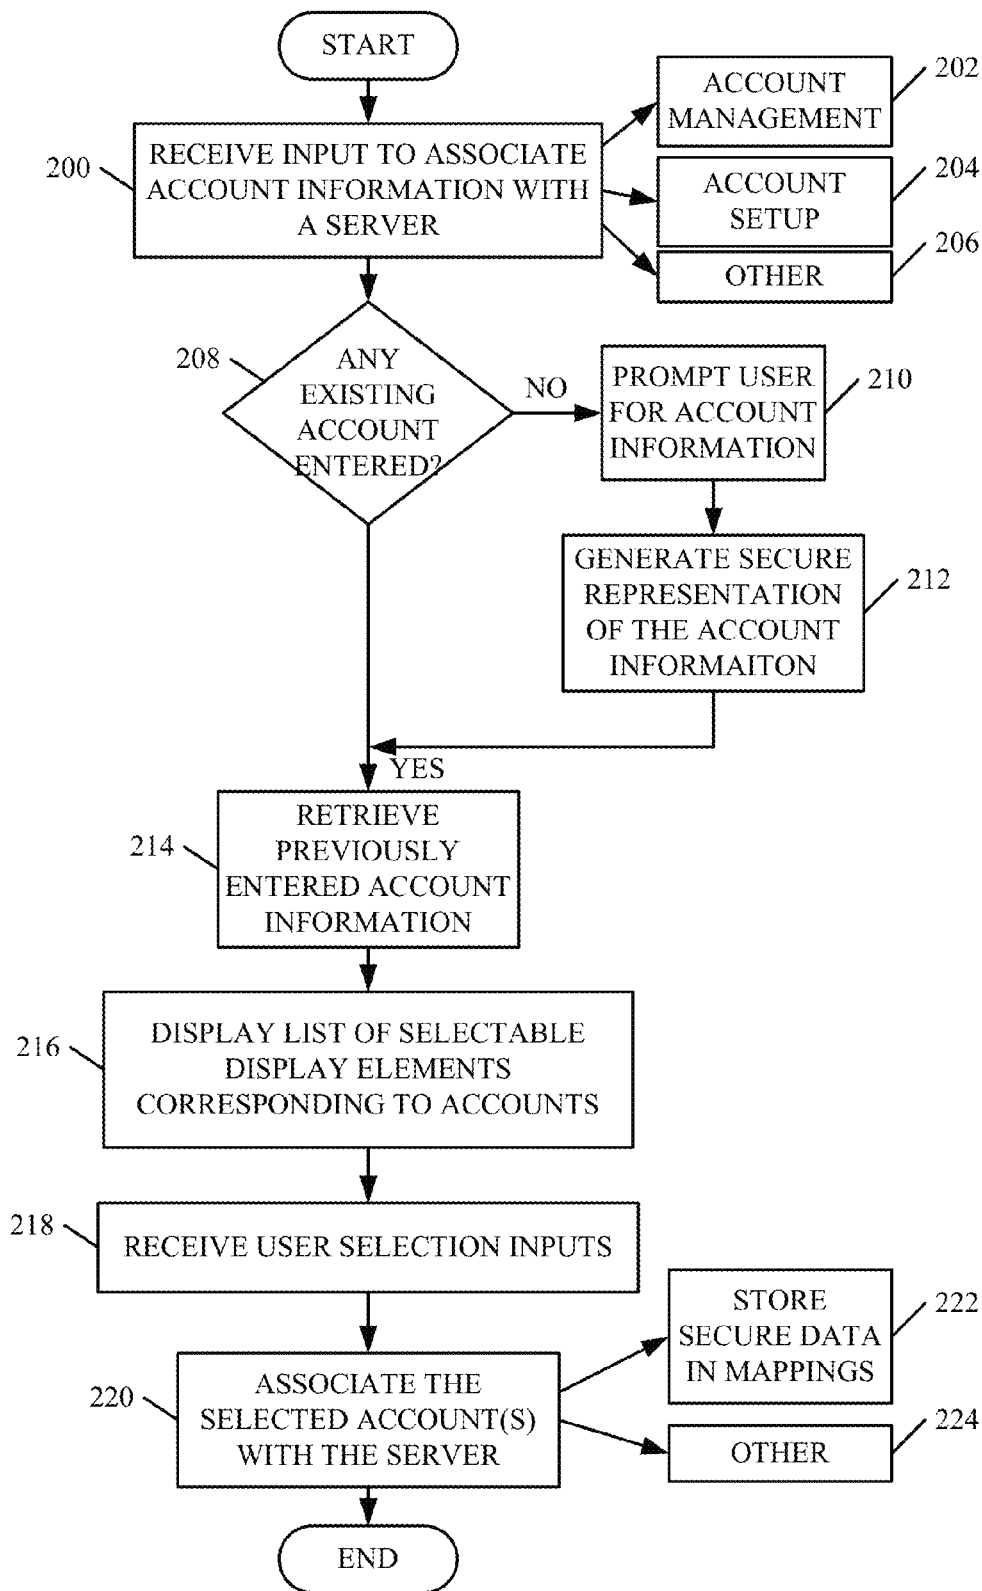 START
200
RECEIVE INPUT TO ASSOCIATE
ACCOUNT INFORMATION WITH
A SERVER
ACCOUNT
MANAGEMENT
202
ACCOUNT
SETUP
204
OTHER
206
208
ANY
EXISTING
ACCOUNT
ENTERED?
NO
PROMPT USER
FOR ACCOUNT
INFORMATION
210
GENERATE SECURE
REPRESENTATION
OF THE ACCOUNT
INFORMAITON
212
YES
214
RETRIEVE
PREVIOUSLY
ENTERED ACCOUNT
INFORMATION
216
DISPLAY LIST OF SELECTABLE
DISPLAY ELEMENTS
CORRESPONDING TO ACCOUNTS
218
RECEIVE USER SELECTION INPUTS
220
ASSOCIATE THE
SELECTED ACCOUNT(S)
WITH THE SERVER
STORE
SECURE DATA
IN MAPPINGS
222
OTHER
224
END